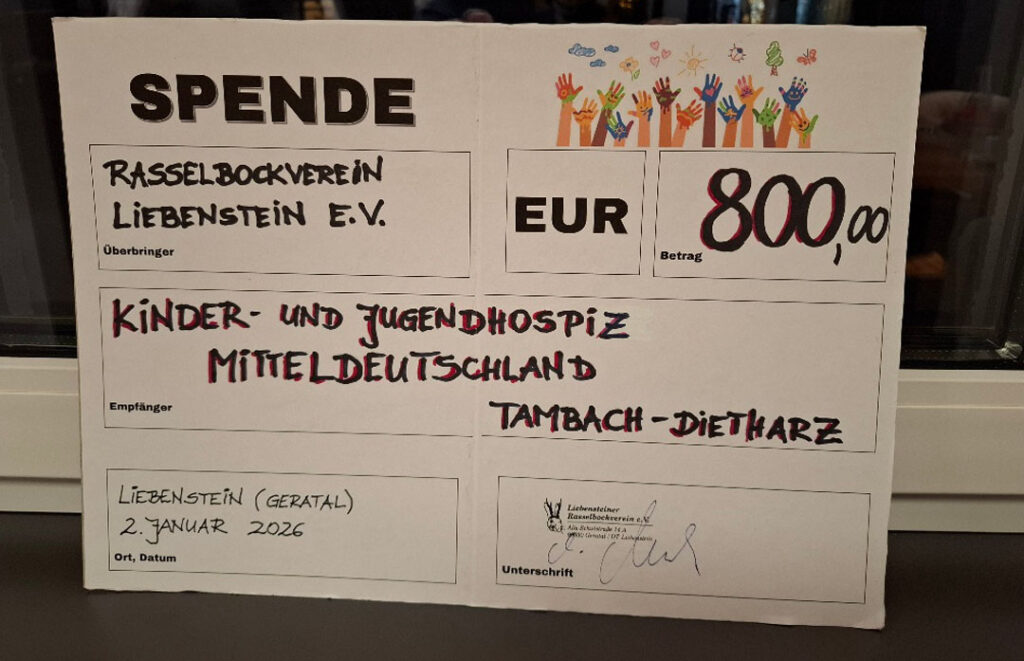 SPENDE
RASSELBOCKVEREIN
LIEBENSTEIN E.V.
Überbringer
EUR
800,00
Betrag
KINDER- UND JUGENDHOSPIZ
MITTELDEUTSCHLAND
TAMBACH-DIETHARZ
Empfänger
LIEBENSTEIN (GERATAL)
2. JANUAR 2026
Ort, Datum
Liebensteiner
Rasselbockverein e.V.
Unterschrift